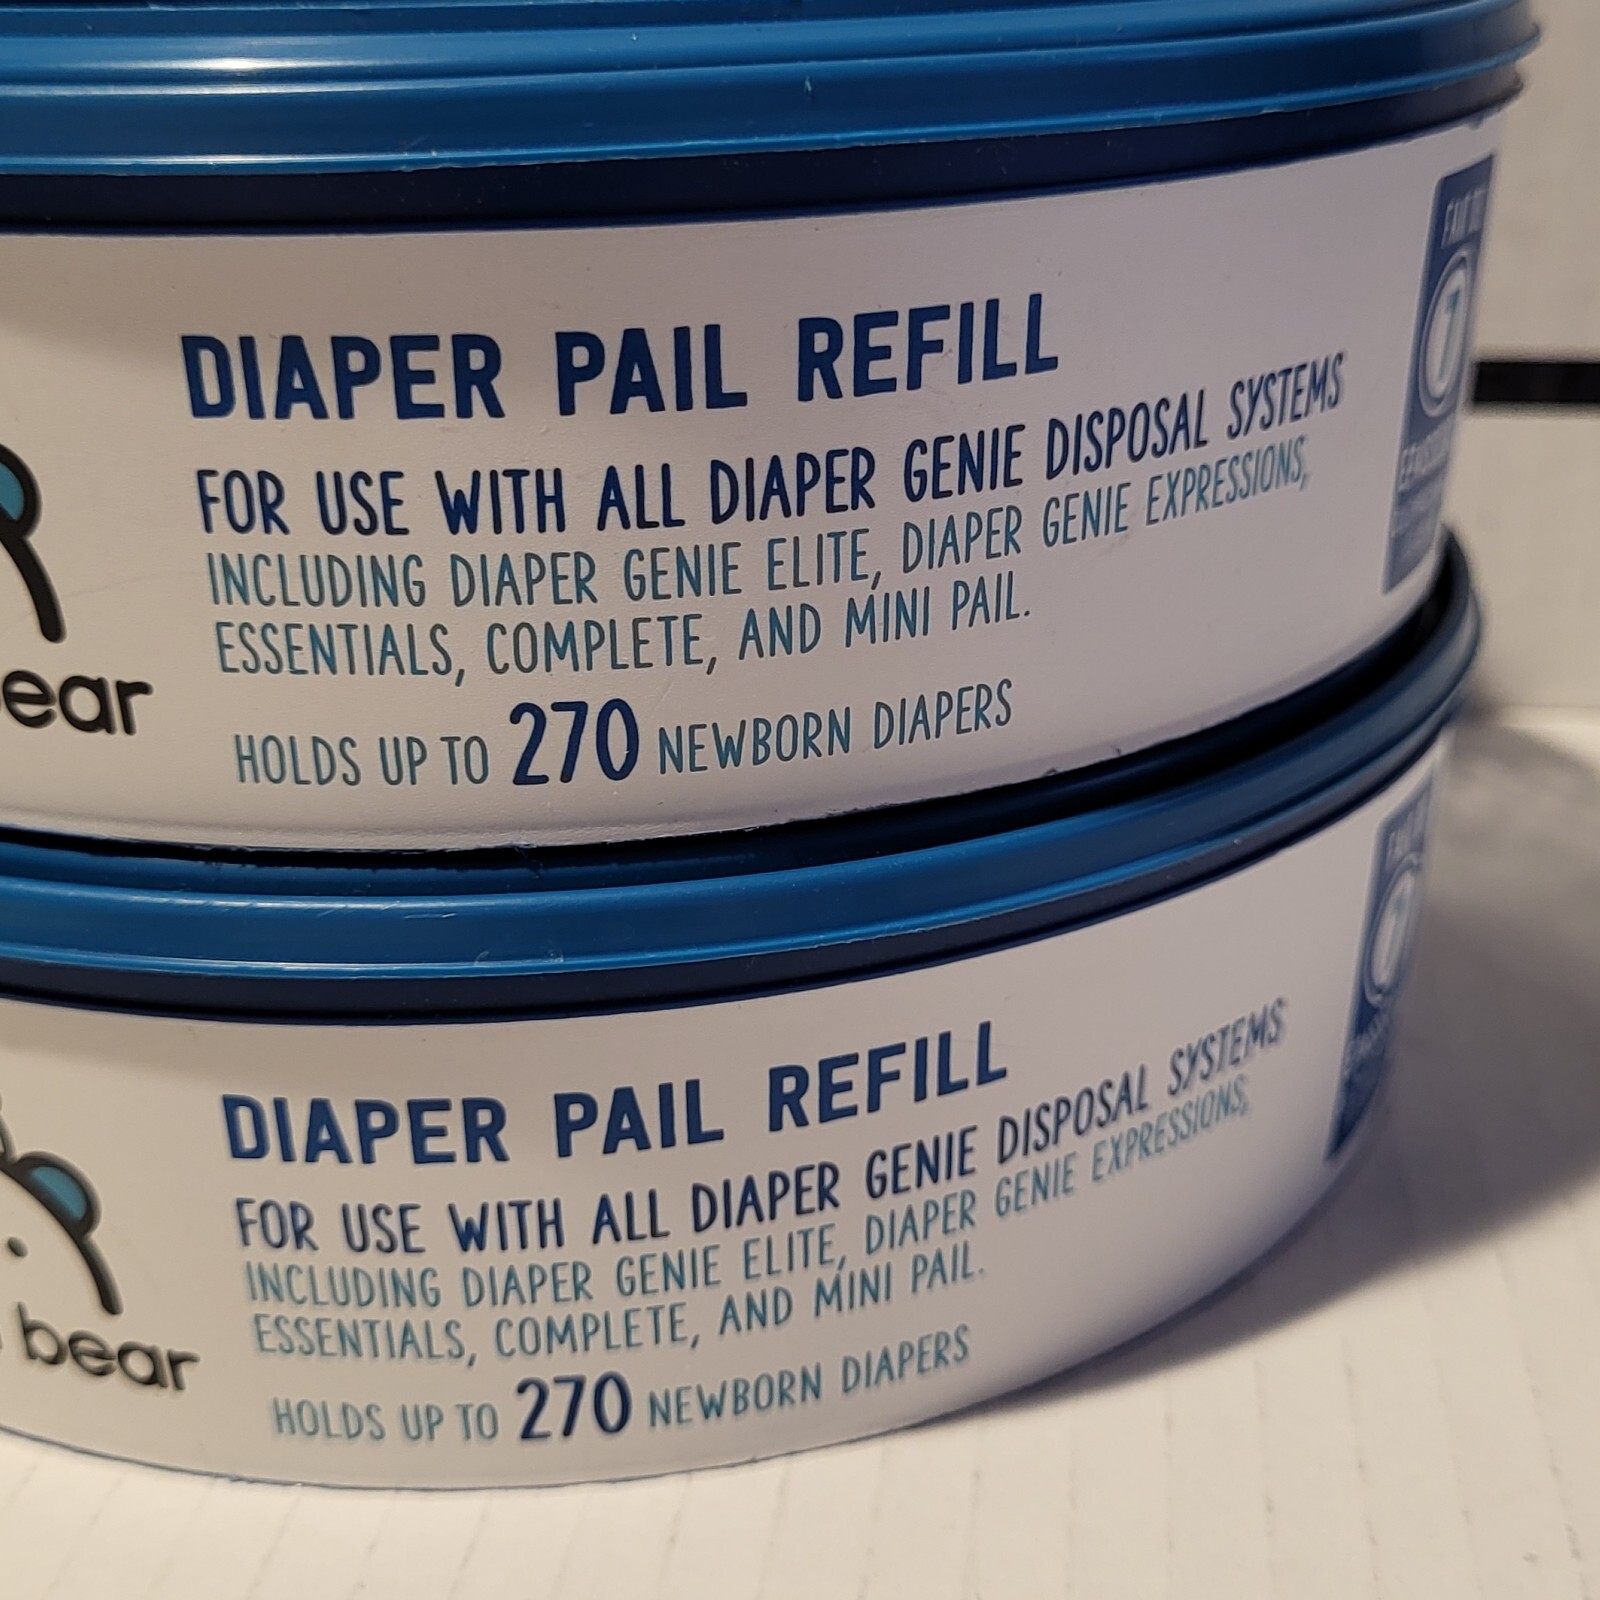 DIAPER PAIL REFILL
FOR USE WITH ALL DIAPER GENIE DISPOSAL SYSTEMS
INCLUDING DIAPER GENIE ELITE, DIAPER GENIE EXPRESSIONS,
ESSENTIALS, COMPLETE, AND MINI PAIL.
HOLDS UP TO 270 NEWBORN DIAPERS
ear
7
DIAPER PAIL REFILL
FOR USE WITH ALL DIAPER GENIE DISPOSAL SYSTEMS
INCLUDING DIAPER GENIE ELITE, DIAPER GENIE EXPRESSIONS,
ESSENTIALS, COMPLETE, AND MINI PAIL.
HOLDS UP TO 270 NEWBORN DIAPERS
bear
7